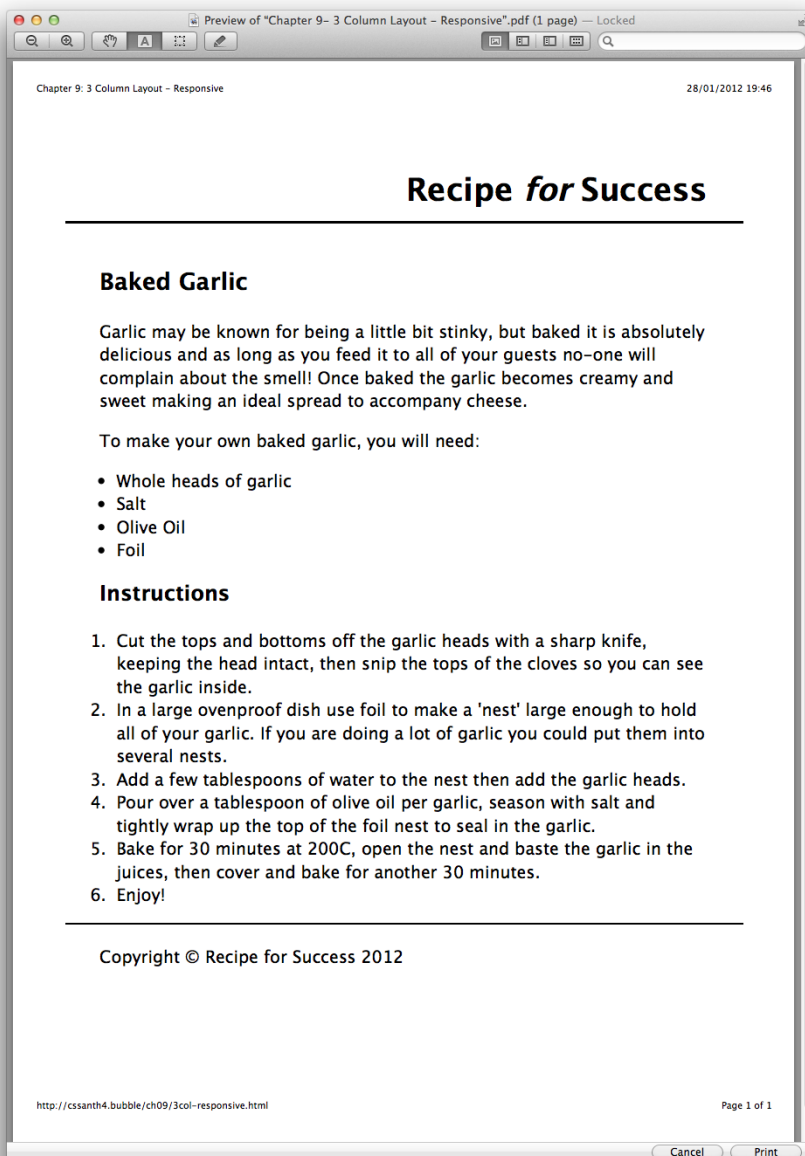 Preview of "Chapter 9- 3 Column Layout - Responsive".pdf (1 page) — Locked
A
Chapter 9: 3 Column Layout - Responsive 28/01/2012 19:46
Recipe for Success
Baked Garlic
Garlic may be known for being a little bit stinky, but baked it is absolutely
delicious and as long as you feed it to all of your guests no-one will
complain about the smell! Once baked the garlic becomes creamy and
sweet making an ideal spread to accompany cheese.
To make your own baked garlic, you will need:
• Whole heads of garlic
• Salt
• Olive Oil
• Foil
Instructions
1. Cut the tops and bottoms off the garlic heads with a sharp knife,
keeping the head intact, then snip the tops of the cloves so you can see
the garlic inside.
2. In a large ovenproof dish use foil to make a 'nest' large enough to hold
all of your garlic. If you are doing a lot of garlic you could put them into
several nests.
3. Add a few tablespoons of water to the nest then add the garlic heads.
4. Pour over a tablespoon of olive oil per garlic, season with salt and
tightly wrap up the top of the foil nest to seal in the garlic.
5. Bake for 30 minutes at 200C, open the nest and baste the garlic in the
juices, then cover and bake for another 30 minutes.
6. Enjoy!
Copyright © Recipe for Success 2012
http://cssanth4.bubble/ch09/3col-responsive.html Page 1 of 1
Cancel Print